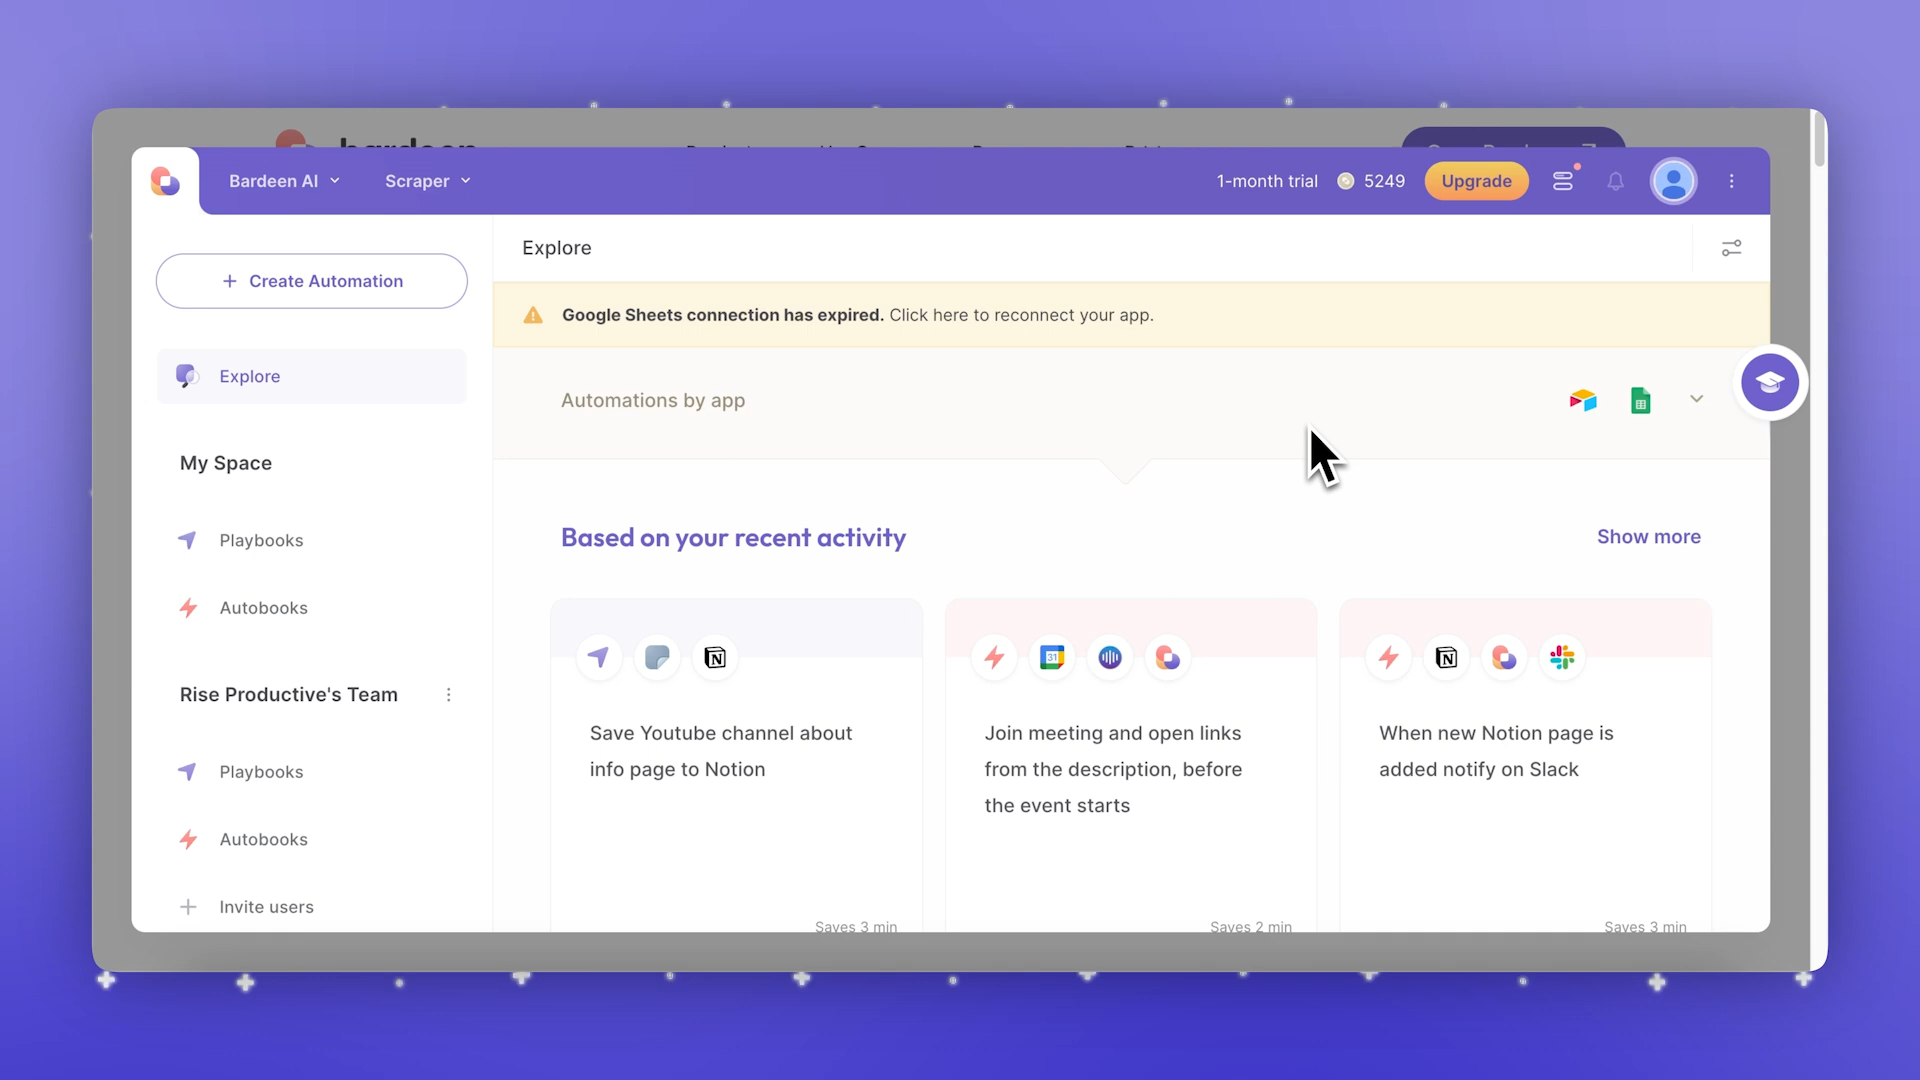 bardeen
Bardeen AI
Scraper
1-month trial
5249
Upgrade
Explore
+ Create Automation
Google Sheets connection has expired. Click here to reconnect your app.
Explore
Automations by app
My Space
Based on your recent activity
Show more
Playbooks
Autobooks
31
Rise Productive's Team
Save Youtube channel about
info page to Notion
Join meeting and open links
from the description, before
the event starts
When new Notion page is
added notify on Slack
Playbooks
Autobooks
+ Invite users
Saves 3 min
Saves 2 min
Saves 3 min